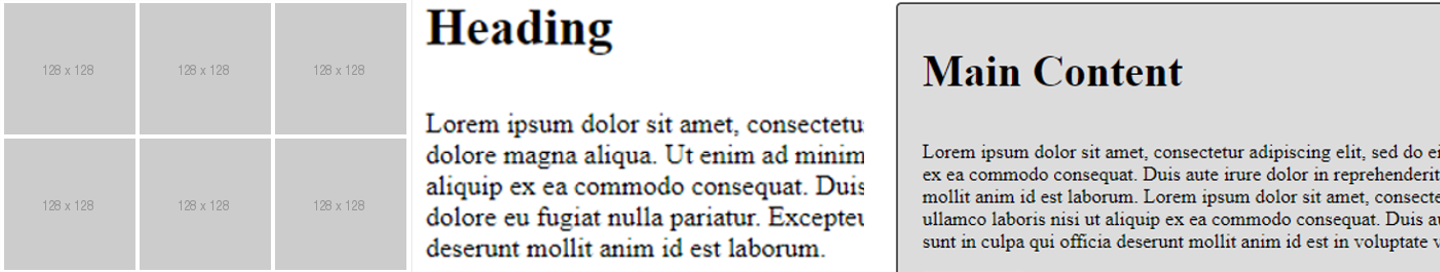 128 x 128
128 x 128
128 x 128
128 x 128
128 x 128
128 x 128
Heading
Lorem ipsum dolor sit amet, consectetu
dolore magna aliqua. Ut enim ad minim
aliquip ex ea commodo consequat. Duis
dolore eu fugiat nulla pariatur. Excepteu
deserunt mollit anim id est laborum.
Main Content
Lorem ipsum dolor sit amet, consectetur adipiscing elit, sed do ei
ex ea commodo consequat. Duis aute irure dolor in reprehenderit
mollit anim id est laborum. Lorem ipsum dolor sit amet, consecte
ullamco laboris nisi ut aliquip ex ea commodo consequat. Duis au
sunt in culpa qui officia deserunt mollit anim id est in voluptate v